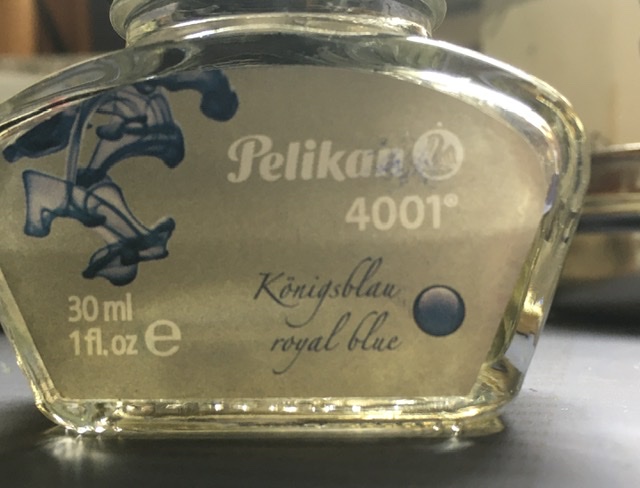 Pelikan
4001®
Königsblau
royal blue
30 ml
1 fl. oz e